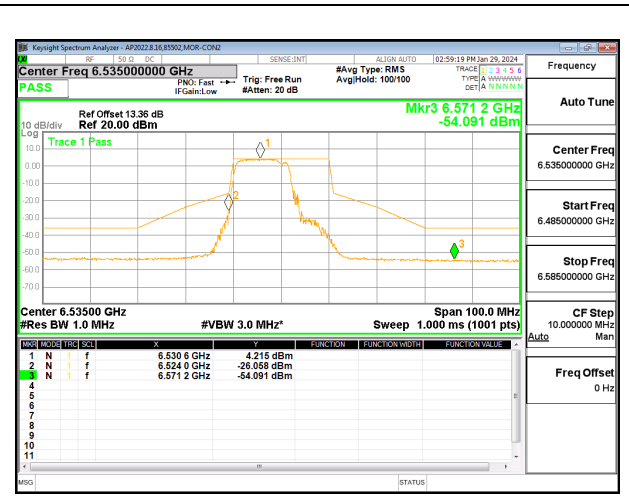 Keysight Spectrum Analyzer - AP2022.8.16,85502,MOR-CON2
RF 50 Ω DC SENSE:INT ALIGN AUTO 02:59:19 PM Jan 29, 2024
Center Freq 6.535000000 GHz
PNO: Fast
IFGain:Low
Trig: Free Run
#Atten: 20 dB
#Avg Type: RMS
Avg|Hold: 100/100
TRACE 1 2 3 4 5 6
TYPE A WWWWW
DET A N N N N N
PASS
Ref Offset 13.36 dB
Ref 20.00 dBm
10 dB/div
Log
Mkr3 6.571 2 GHz
-54.091 dBm
Trace 1 Pass
10.0
0.00
-10.0
-20.0
-30.0
-40.0
-50.0
-60.0
-70.0
1
2
3
Center 6.53500 GHz
Span 100.0 MHz
#Res BW 1.0 MHz
#VBW 3.0 MHz*
Sweep 1.000 ms (1001 pts)
MKR MODE TRC SCL X Y FUNCTION FUNCTION WIDTH FUNCTION VALUE
1 N 1 f 6.530 6 GHz 4.215 dBm
2 N 1 f 6.524 0 GHz -26.058 dBm
3 N 1 f 6.571 2 GHz -54.091 dBm
4
5
6
7
8
9
10
11
MSG
STATUS
Frequency
Auto Tune
Center Freq
6.535000000 GHz
Start Freq
6.485000000 GHz
Stop Freq
6.585000000 GHz
CF Step
10.000000 MHz
Auto Man
Freq Offset
0 Hz